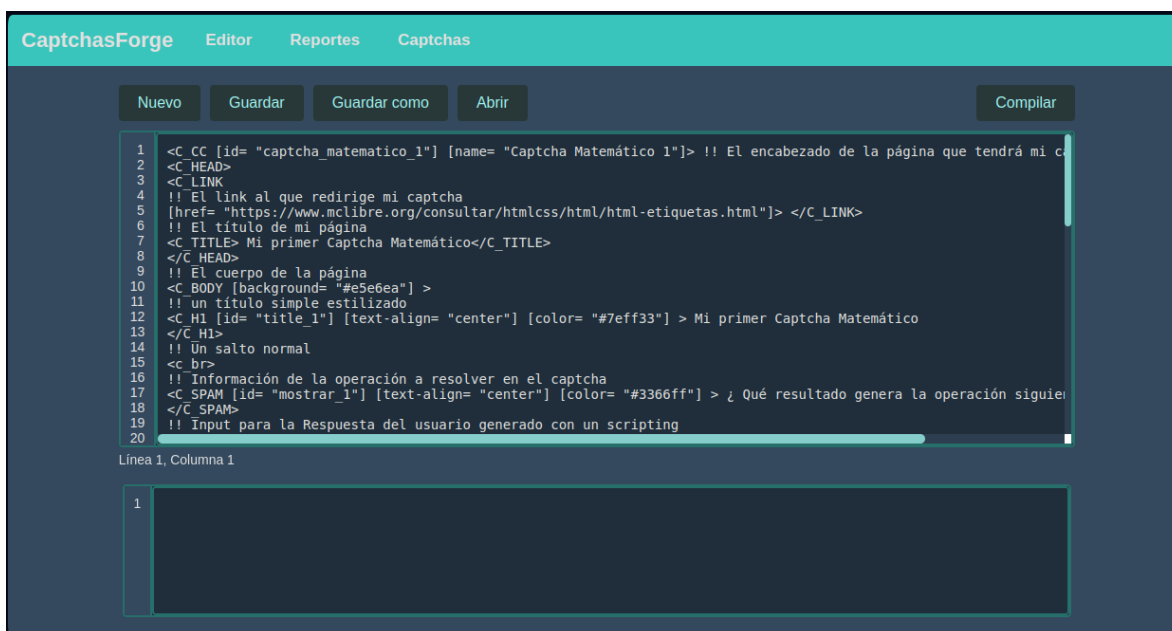 CaptchasForge Editor Reportes Captchas
Nuevo Guardar Guardar como Abrir Compilar
1 <C_CC [id= "captcha_matematico_1"] [name= "Captcha Matemático 1"]> !! El encabezado de la página que tendrá mi
2 <C_HEAD>
3 <C_LINK
4 !! El link al que redirige mi captcha
5 [href= "https://www.mclibre.org/consultar/htmlcss/html/html-etiquetas.html"]> </C_LINK>
6 !! El título de mi página
7 <C_TITLE> Mi primer Captcha Matemático</C_TITLE>
8 </C_HEAD>
9 !! El cuerpo de la página
10 <C_BODY [background= "#e5e6ea"] >
11 !! un título simple estilizado
12 <C_H1 [id= "title_1"] [text-align= "center"] [color= "#7eff33"] > Mi primer Captcha Matemático
13 </C_H1>
14 !! Un salto normal
15 <c_br>
16 !! Información de la operación a resolver en el captcha
17 <C_SPAM [id= "mostrar_1"] [text-align= "center"] [color= "#3366ff"] > ¿ Qué resultado genera la operación
18 </C_SPAM>
19 !! Input para la Respuesta del usuario generado con un scripting
20
Línea 1, Columna 1
1